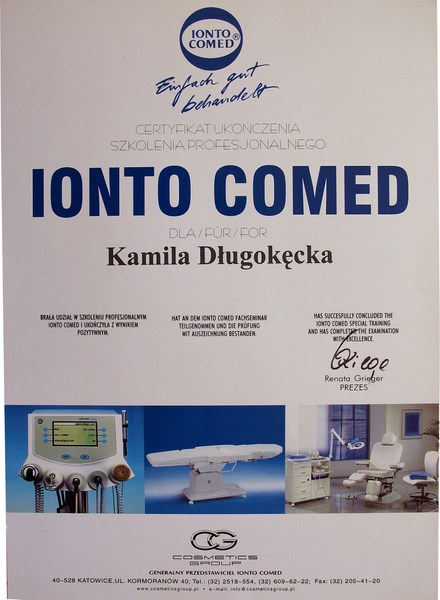 IONTO
COMED®
Einfach gut
behandelt
CERTYFIKAT UKOŃCZENIA
SZKOLENIA PROFESJONALNEGO
IONTO COMED
DLA/FÜR/FOR
Kamila Długokęcka
BRAŁA UDZIAŁ W SZKOLENIU PROFESJONALNYM
IONTO COMED I UKOŃCZYŁA Z WYNIKIEM
POZYTYWNYM.
HAT AN DEM IONTO COMED FACHSEMINAR
TEILGENOMMEN UND DIE PRÜFUNG
MIT AUSZEICHNUNG BESTANDEN.
HAS SUCCESFULLY CONCLUDED THE
IONTO COMED SPECIAL TRAINING
AND HAS COMPLETED THE EXAMINATION
WITH EXCELLENCE.
Renata Grieger
PREZES
CG
COSMETICS
GROUP
GENERALNY PRZEDSTAWICIEL IONTO COMED
40-528 KATOWICE,UL. KORMORANÓW 40; Tel.: (32) 2518-554, (32) 609-62-22; Fax: (32) 205-41-20
www.cosmeticsgroup.pl • e-mail: info@cosmeticsgroup.pl